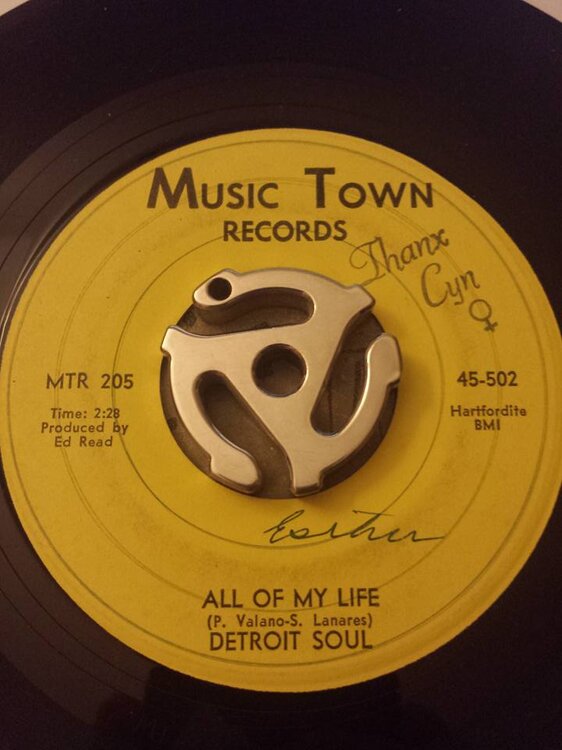 MUSIC TOWN
RECORDS
Thanx
Cyn ♀
MTR 205
45-502
Time: 2:28
Produced by
Ed Read
Hartfordite
BMI
Esther
ALL OF MY LIFE
(P. Valano-S. Lanares)
DETROIT SOUL